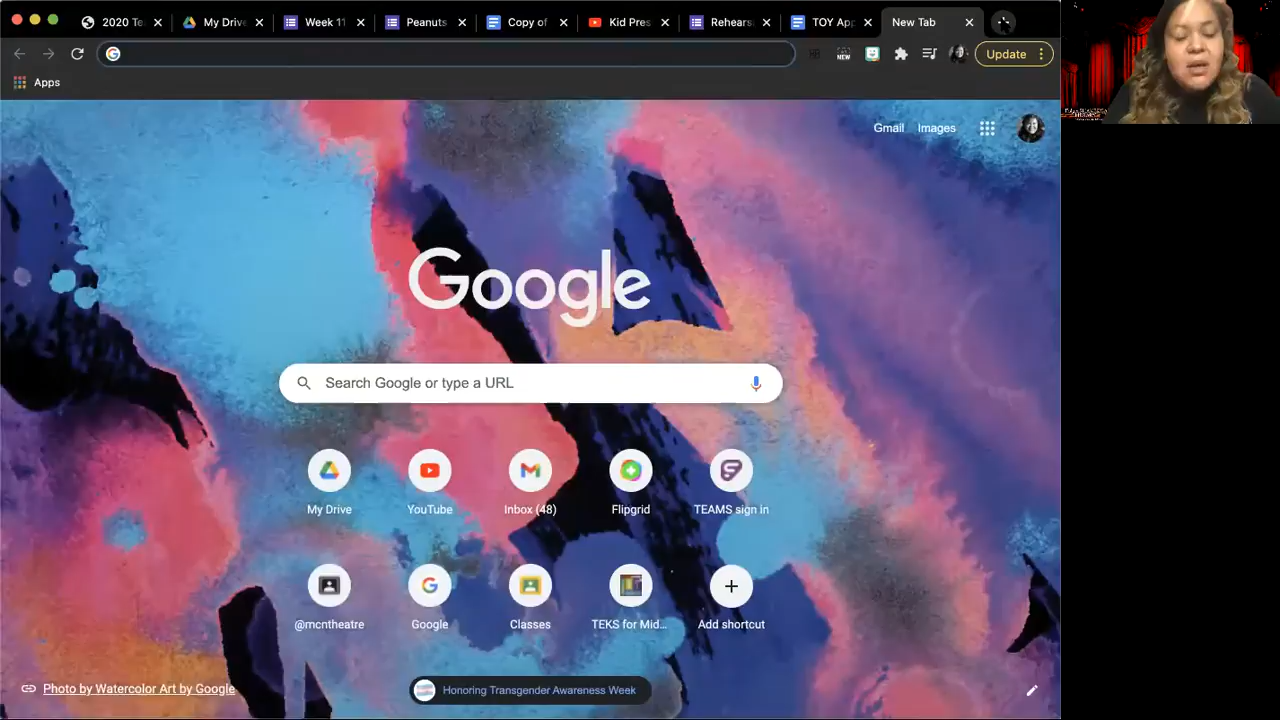 2020 Te
My Drive
Week 11
Peanuts
Copy of
Kid Pres
Rehears
TOY App
New Tab
NEW
Update
Apps
Gmail
Images
Google
Search Google or type a URL
My Drive
YouTube
Inbox (48)
Flipgrid
TEAMS sign in
@mcntheatre
Google
Classes
TEKS for Mid...
Add shortcut
Photo by Watercolor Art by Google
Honoring Transgender Awareness Week